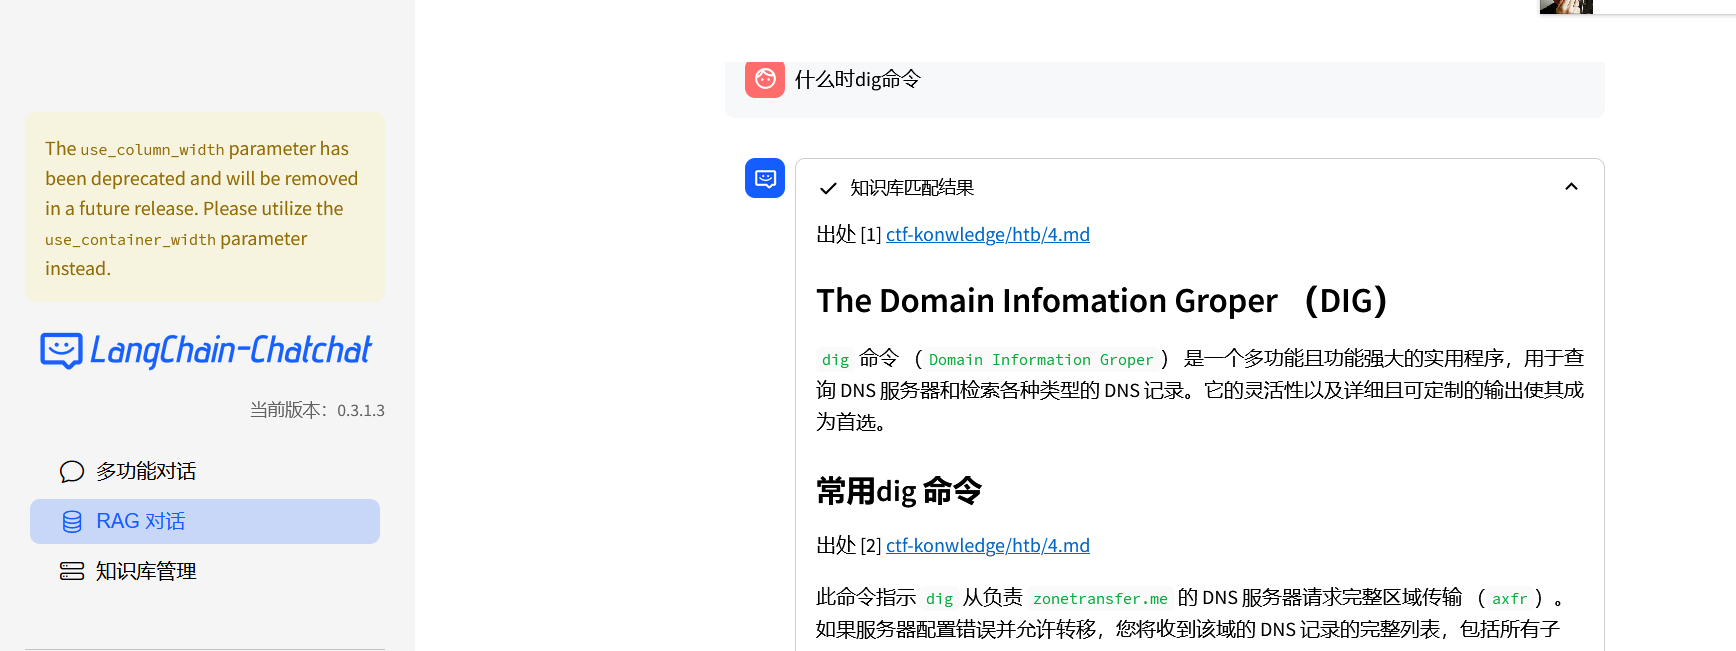 The use_column_width parameter has
been deprecated and will be removed
in a future release. Please utilize the
use_container_width parameter
instead.
LangChain-Chatchat
当前版本：0.3.1.3
多功能对话
RAG 对话
知识库管理
什么时dig命令
知识库匹配结果
出处 [1] ctf-konwledge/htb/4.md
The Domain Infomation Groper （DIG）
dig 命令 （ Domain Information Groper ） 是一个多功能且功能强大的实用程序，用于查
询 DNS 服务器和检索各种类型的 DNS 记录。它的灵活性以及详细且可定制的输出使其成
为首选。
常用dig 命令
出处 [2] ctf-konwledge/htb/4.md
此命令指示 dig 从负责 zonetransfer.me 的 DNS 服务器请求完整区域传输 （ axfr ）。
如果服务器配置错误并允许转移，您将收到该域的 DNS 记录的完整列表，包括所有子